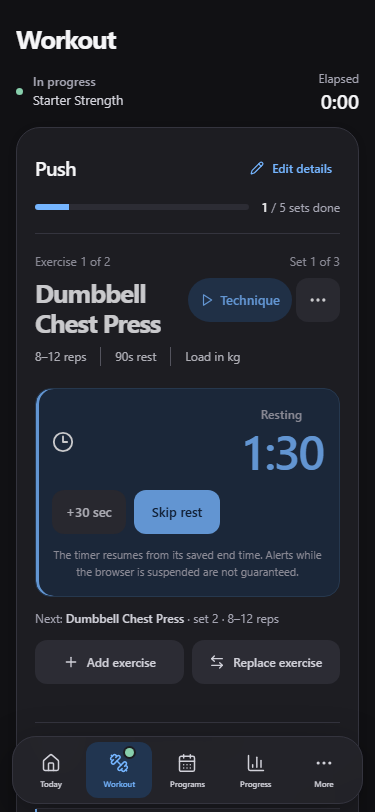 Workout
In progress
Starter Strength
Elapsed
0:00
Push
Edit details
1 / 5 sets done
Exercise 1 of 2
Set 1 of 3
Dumbbell
Chest Press
Technique
8–12 reps
90s rest
Load in kg
Resting
1:30
+30 sec
Skip rest
The timer resumes from its saved end time. Alerts while
the browser is suspended are not guaranteed.
Next: Dumbbell Chest Press · set 2 · 8–12 reps
Add exercise
Replace exercise
Today
Workout
Programs
Progress
More